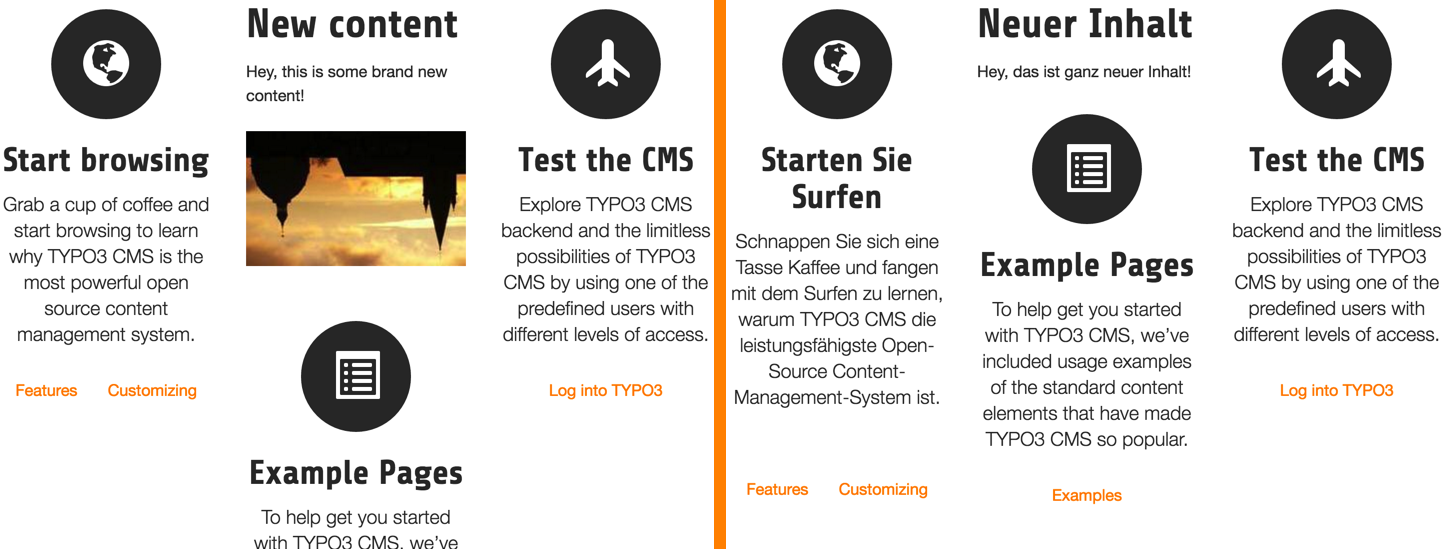 Start browsing
Grab a cup of coffee and
start browsing to learn
why TYPO3 CMS is the
most powerful open
source content
management system.
Features Customizing
New content
Hey, this is some brand new
content!
Example Pages
To help get you started
with TYPO3 CMS, we've
Test the CMS
Explore TYPO3 CMS
backend and the limitless
possibilities of TYPO3
CMS by using one of the
predefined users with
different levels of access.
Log into TYPO3
Starten Sie
Surfen
Schnappen Sie sich eine
Tasse Kaffee und fangen
mit dem Surfen zu lernen,
warum TYPO3 CMS die
leistungsfähigste Open-
Source Content-
Management-System ist.
Features Customizing
Neuer Inhalt
Hey, das ist ganz neuer Inhalt!
Example Pages
To help get you started
with TYPO3 CMS, we've
included usage examples
of the standard content
elements that have made
TYPO3 CMS so popular.
Examples
Test the CMS
Explore TYPO3 CMS
backend and the limitless
possibilities of TYPO3
CMS by using one of the
predefined users with
different levels of access.
Log into TYPO3